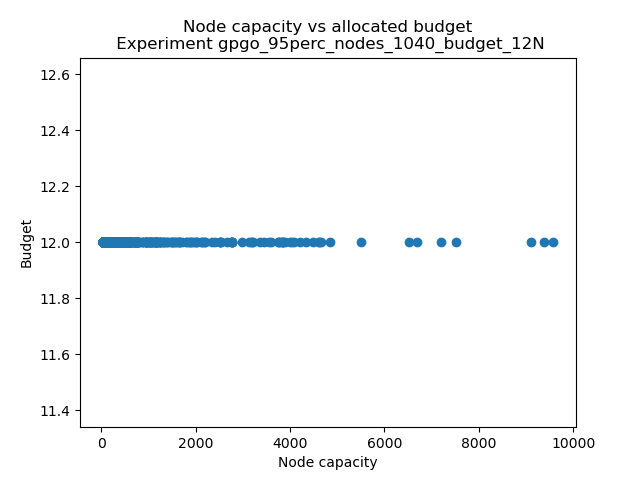 Node capacity vs allocated budget
Experiment gpgo_95perc_nodes_1040_budget_12N
12.6
12.4
12.2
12.0
11.8
11.6
11.4
Budget
0 2000 4000 6000 8000 10000
Node capacity